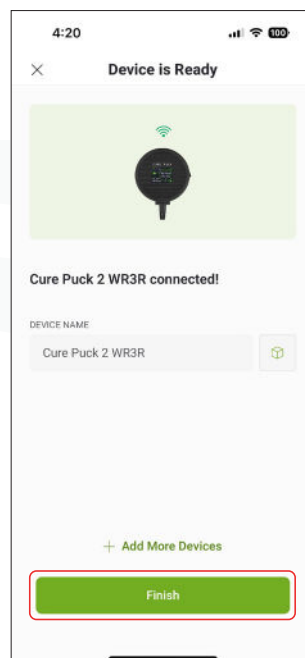 4:20
100
Device is Ready
Cure Puck 2 WR3R connected!
DEVICE NAME
Cure Puck 2 WR3R
+ Add More Devices
Finish